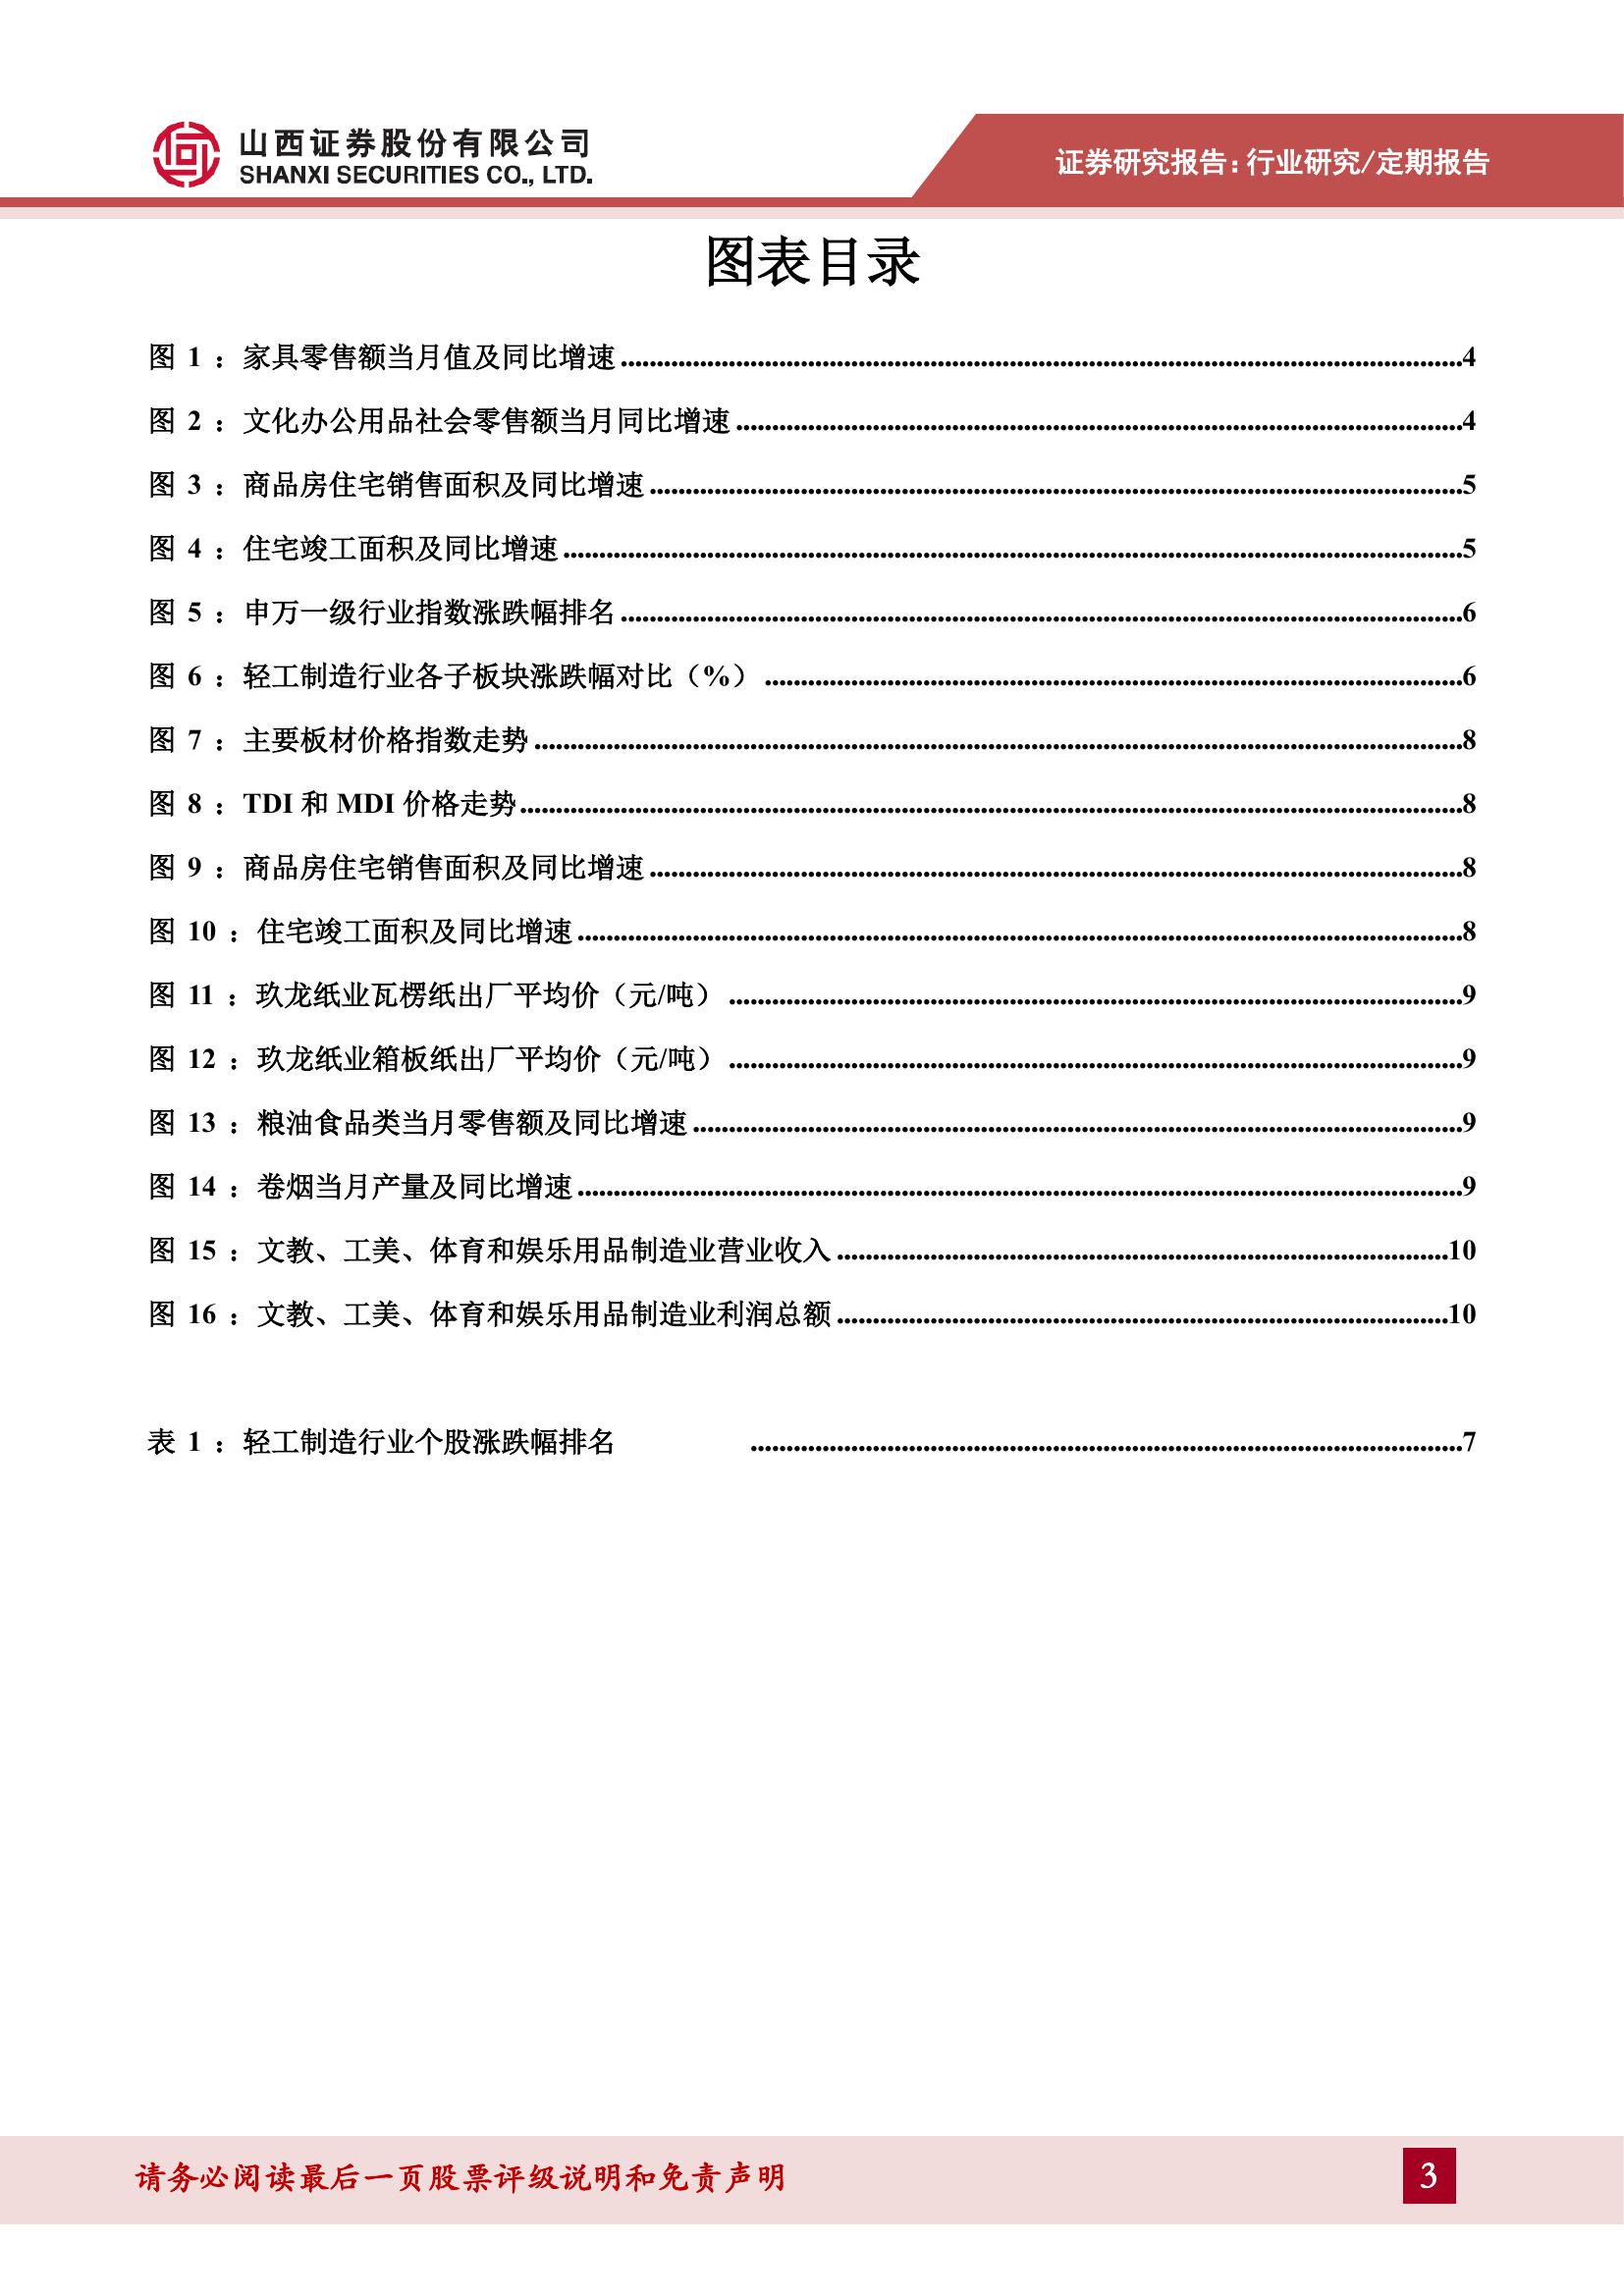 山西证券股份有限公司
SHANXI SECURITIES CO., LTD.
证券研究报告：行业研究/定期报告
图表目录
图 1 ：家具零售额当月值及同比增速....................4
图 2 ：文化办公用品社会零售额当月同比增速....................4
图 3 ：商品房住宅销售面积及同比增速....................5
图 4 ：住宅竣工面积及同比增速....................5
图 5 ：申万一级行业指数涨跌幅排名....................6
图 6 ：轻工制造行业各子板块涨跌幅对比（%）....................6
图 7 ：主要板材价格指数走势....................8
图 8 ：TDI 和 MDI 价格走势....................8
图 9 ：商品房住宅销售面积及同比增速....................8
图 10 ：住宅竣工面积及同比增速....................8
图 11 ：玖龙纸业瓦楞纸出厂平均价（元/吨）....................9
图 12 ：玖龙纸业箱板纸出厂平均价（元/吨）....................9
图 13 ：粮油食品类当月零售额及同比增速....................9
图 14 ：卷烟当月产量及同比增速....................9
图 15 ：文教、工美、体育和娱乐用品制造业营业收入....................10
图 16 ：文教、工美、体育和娱乐用品制造业利润总额....................10
表 1 ：轻工制造行业个股涨跌幅排名 ....................7
请务必阅读最后一页股票评级说明和免责声明
3